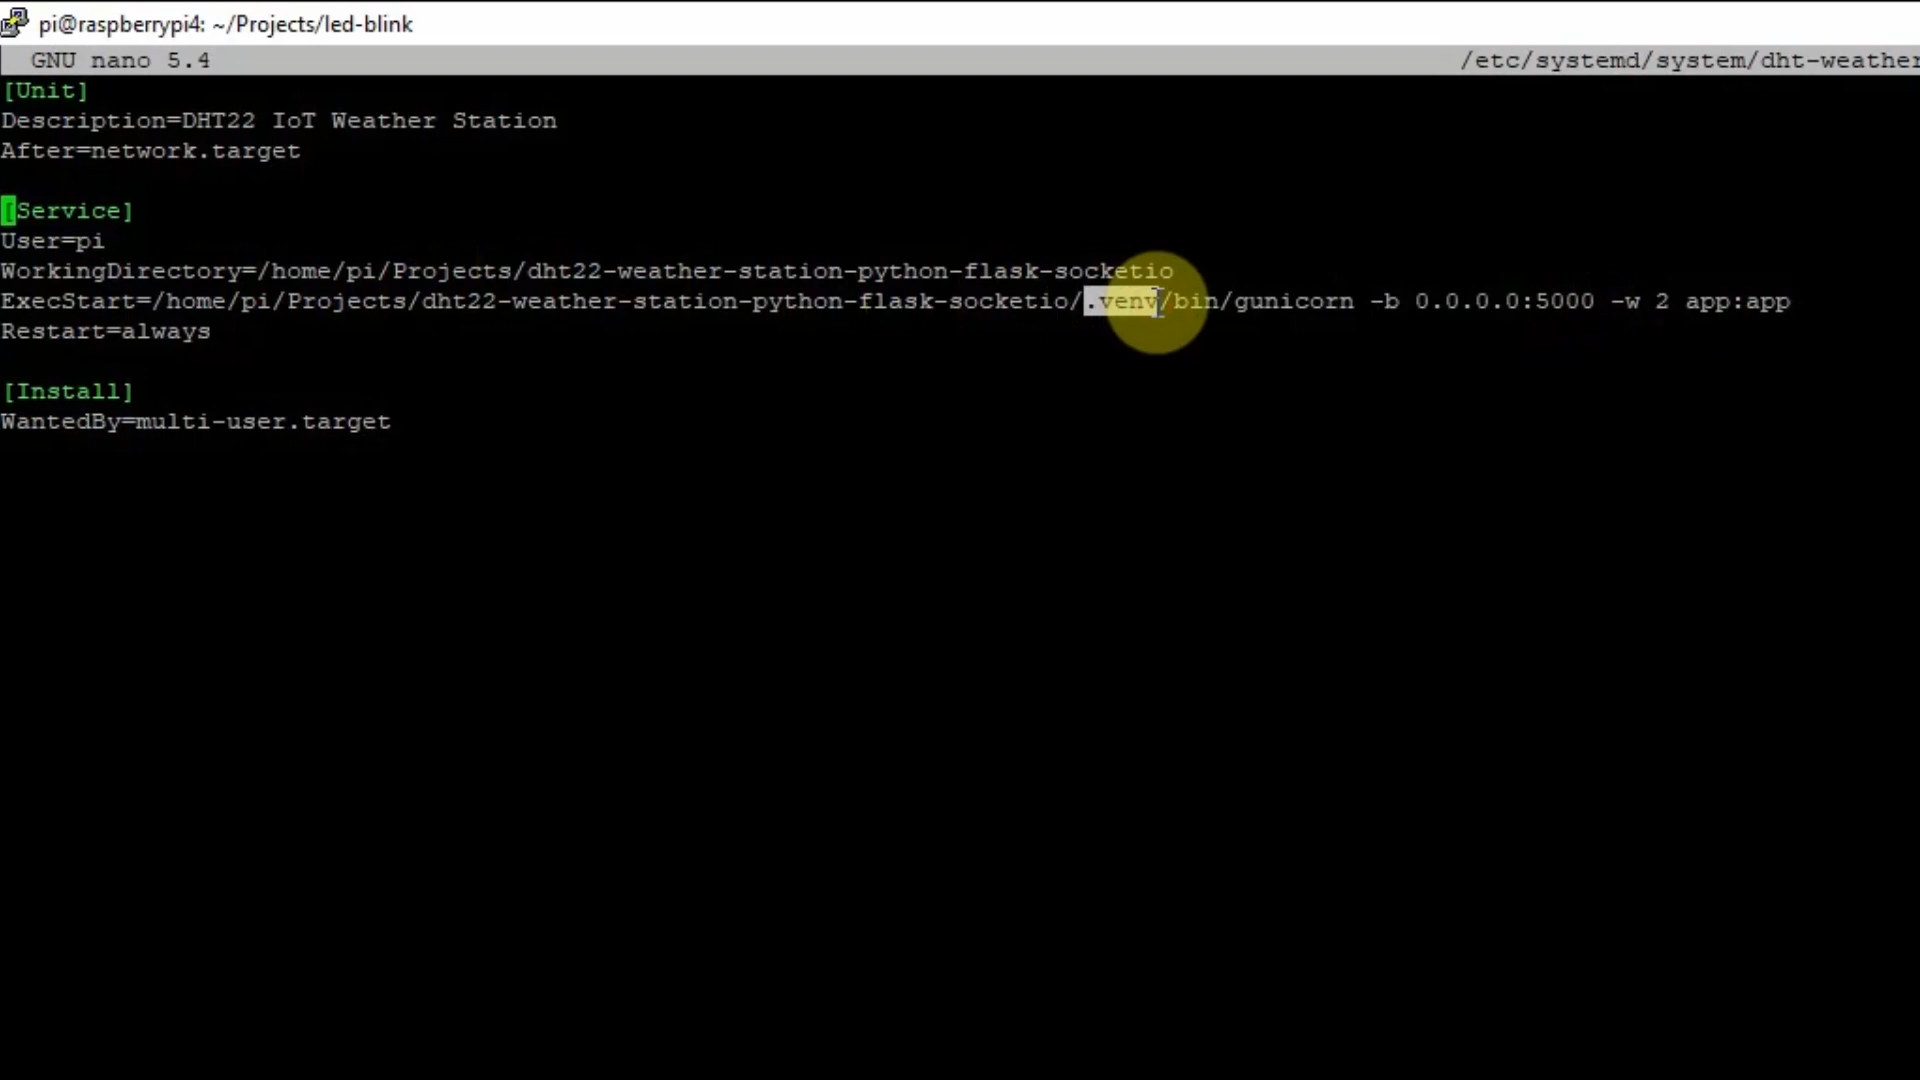 pi@raspberrypi4: ~/Projects/led-blink
GNU nano 5.4 /etc/systemd/system/dht-weather
[Unit]
Description=DHT22 IoT Weather Station
After=network.target
[Service]
User=pi
WorkingDirectory=/home/pi/Projects/dht22-weather-station-python-flask-socketio
ExecStart=/home/pi/Projects/dht22-weather-station-python-flask-socketio/.venv/bin/gunicorn -b 0.0.0.0:5000 -w 2 app:app
Restart=always
[Install]
WantedBy=multi-user.target